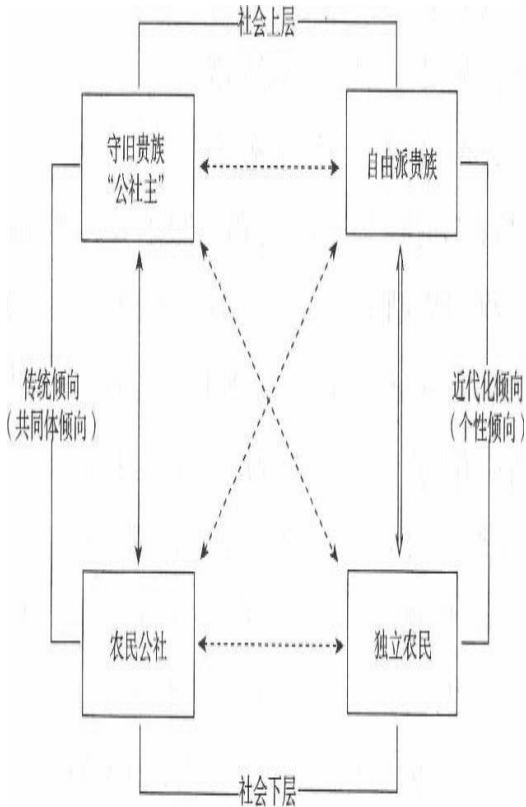 社会上层
守旧贵族
“公社主”
自由派贵族
传统倾向
（共同体倾向）
近代化倾向
（个性倾向）
农民公社
独立农民
社会下层